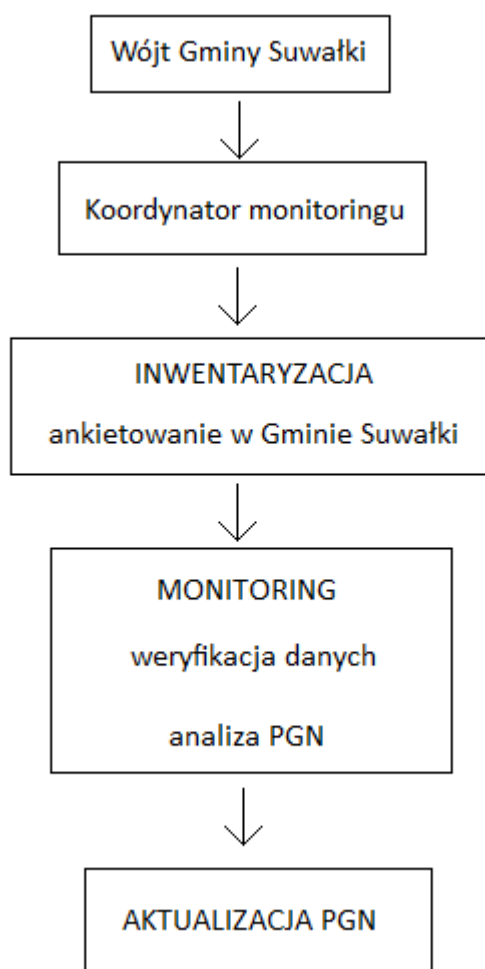 Wójt Gminy Suwałki
Koordynator monitoringu
INWENTARYZACJA
ankietowanie w Gminie Suwałki
MONITORING
weryfikacja danych
analiza PGN
AKTUALIZACJA PGN